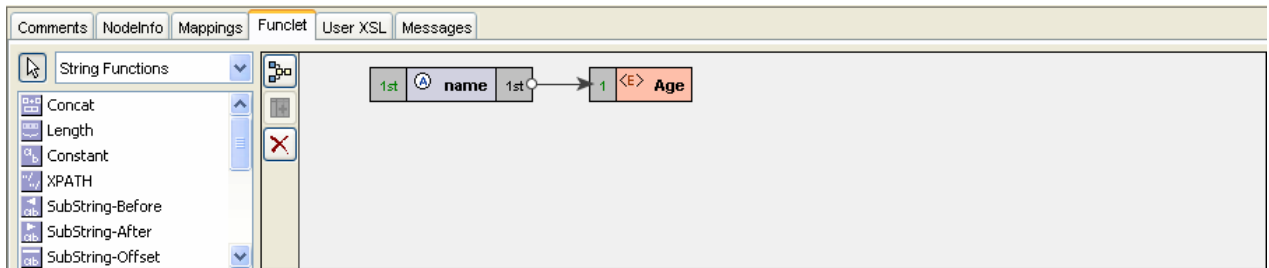 Comments NodeInfo Mappings Funclet User XSL Messages
String Functions
1st A name 1st 1 <E> Age
Concat
Length
Constant
XPATH
SubString-Before
SubString-After
SubString-Offset